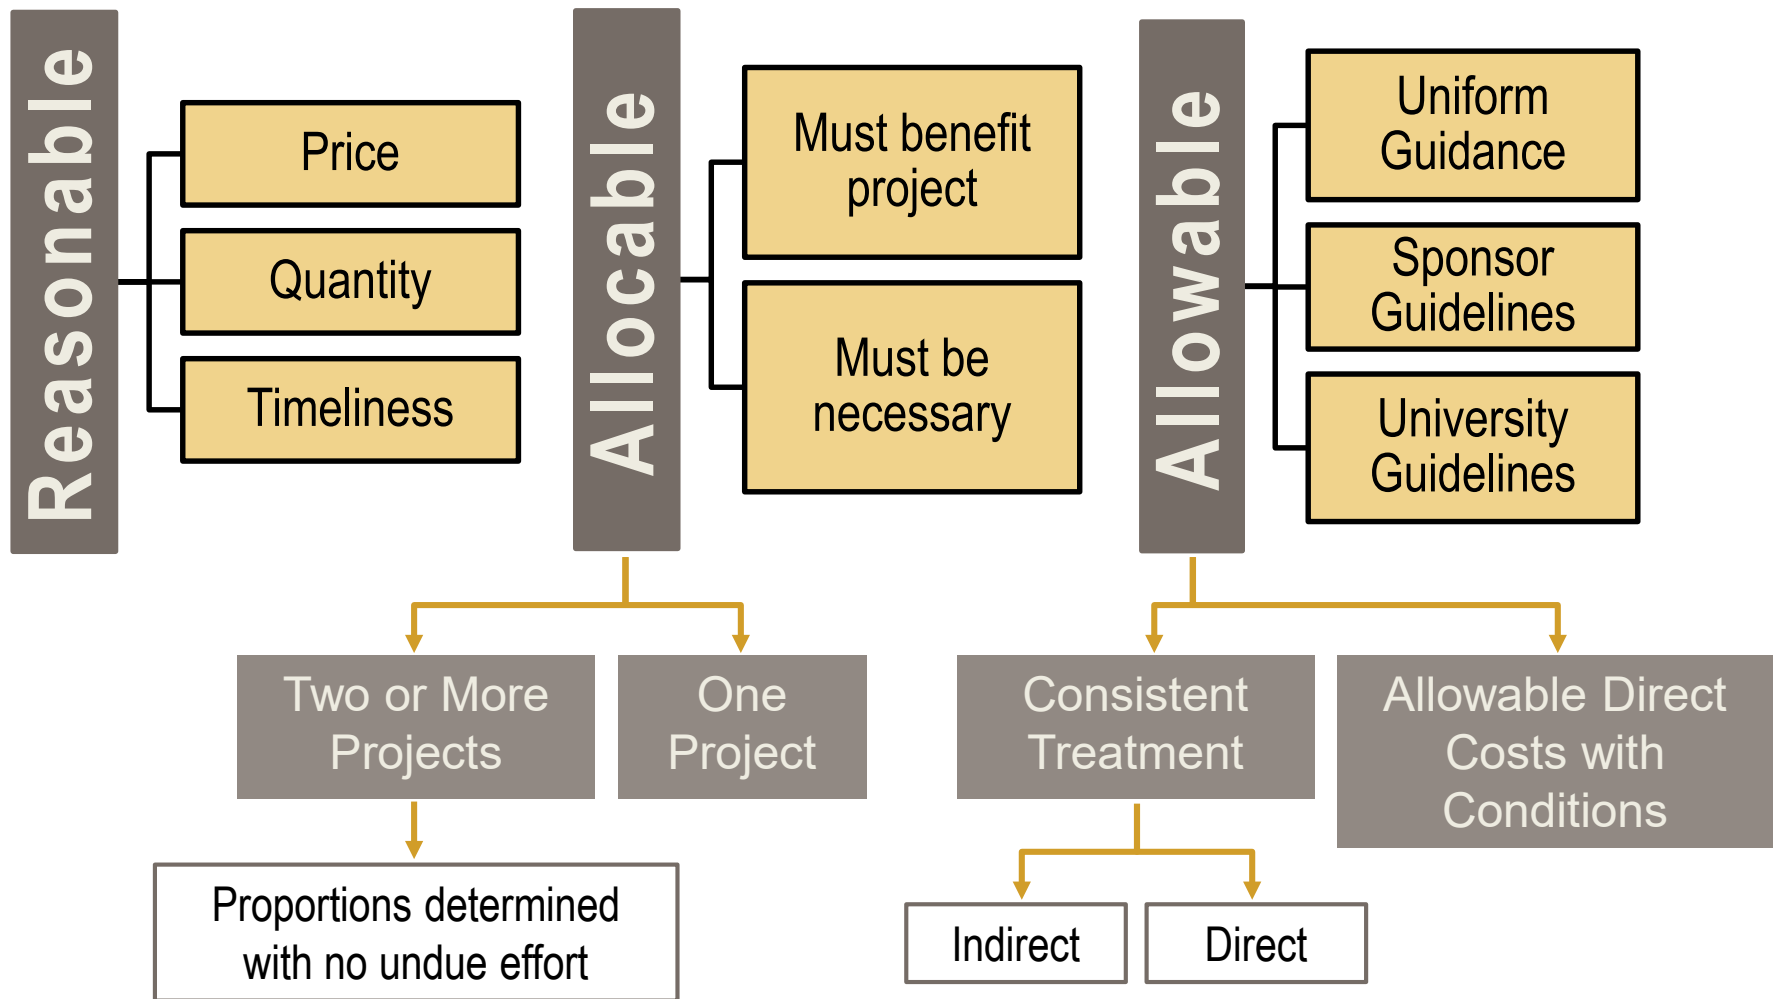 Reasonable
Price
Quantity
Timeliness
Allocable
Must benefit
project
Must be
necessary
Allowable
Uniform
Guidance
Sponsor
Guidelines
University
Guidelines
Two or More
Projects
One
Project
Proportions determined
with no undue effort
Consistent
Treatment
Allowable Direct
Costs with
Conditions
Indirect
Direct